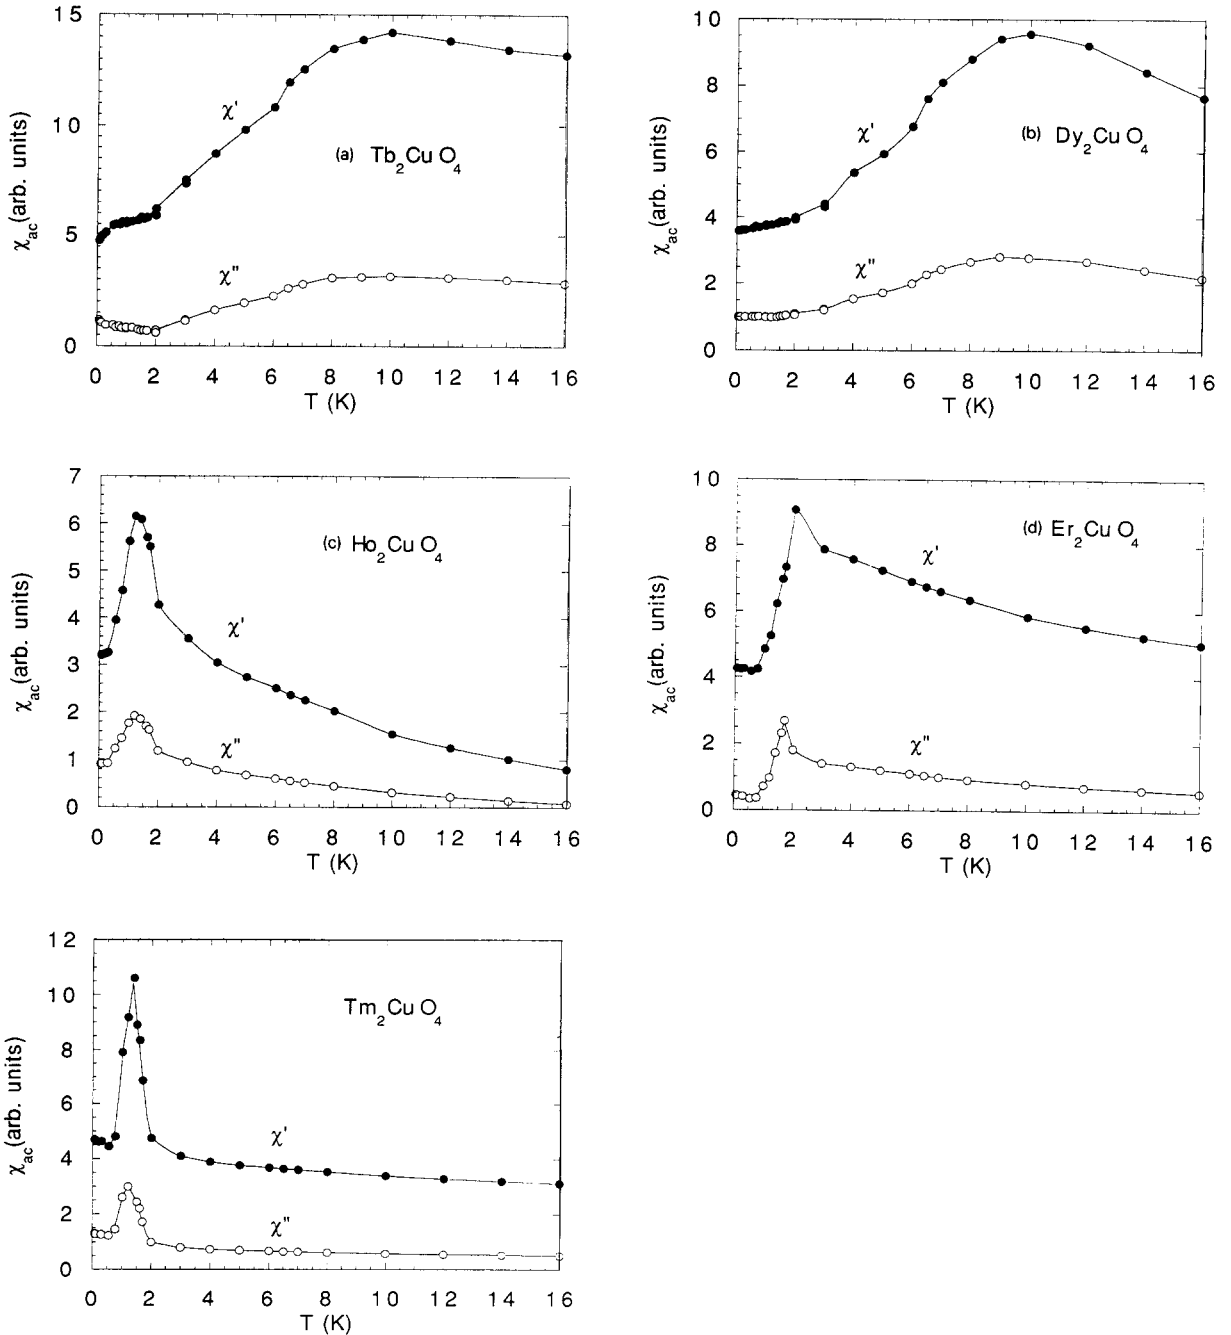 15
10
5
0
χac(arb. units)
χ'
(a) Tb2CuO4
χ"
0 2 4 6 8 10 12 14 16
T (K)
10
8
6
4
2
0
χac(arb. units)
χ'
(b) Dy2CuO4
χ"
0 2 4 6 8 10 12 14 16
T (K)
7
6
5
4
3
2
1
0
χac(arb. units)
(c) Ho2CuO4
χ'
χ"
0 2 4 6 8 10 12 14 16
T (K)
10
8
6
4
2
0
χac(arb. units)
(d) Er2CuO4
χ'
χ"
0 2 4 6 8 10 12 14 16
T (K)
12
10
8
6
4
2
0
χac(arb. units)
Tm2CuO4
χ'
χ"
0 2 4 6 8 10 12 14 16
T (K)